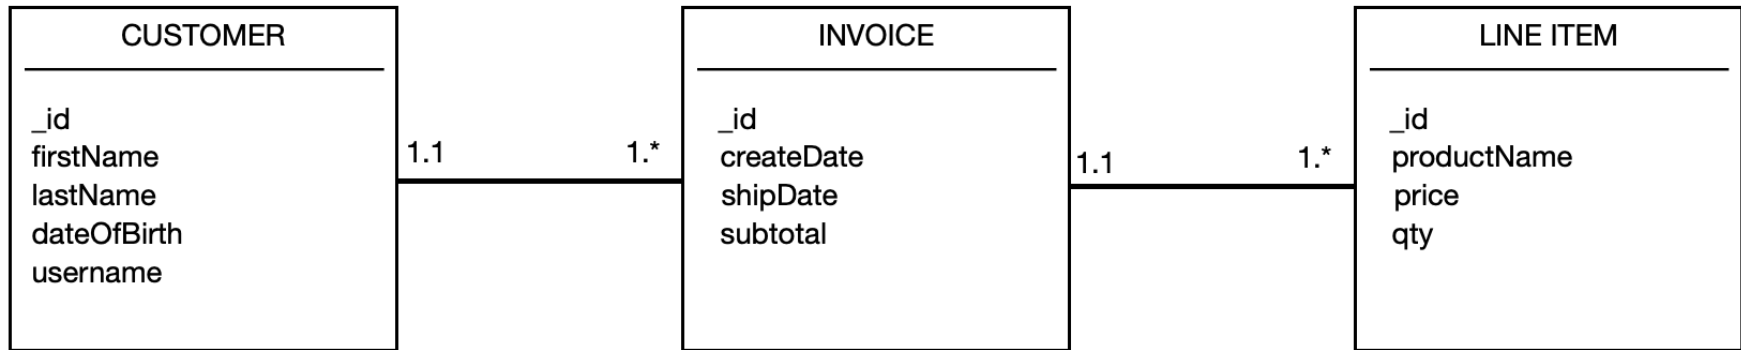 CUSTOMER
_id
firstName
lastName
dateOfBirth
username
1.1
1.*
INVOICE
_id
createDate
shipDate
subtotal
1.1
1.*
LINE ITEM
_id
productName
price
qty